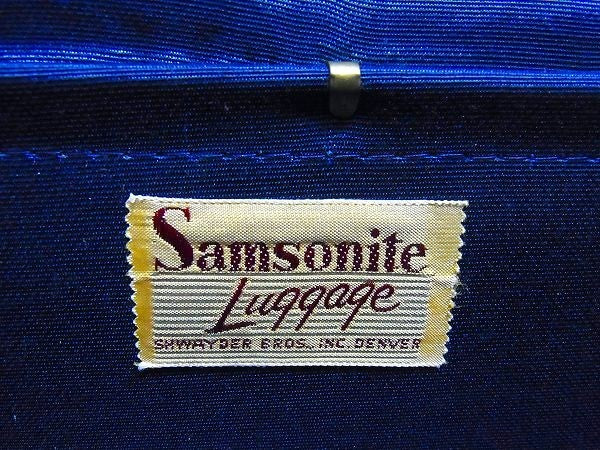 Samsonite
Luggage
SHWAYDER BROS., INC. DENVER